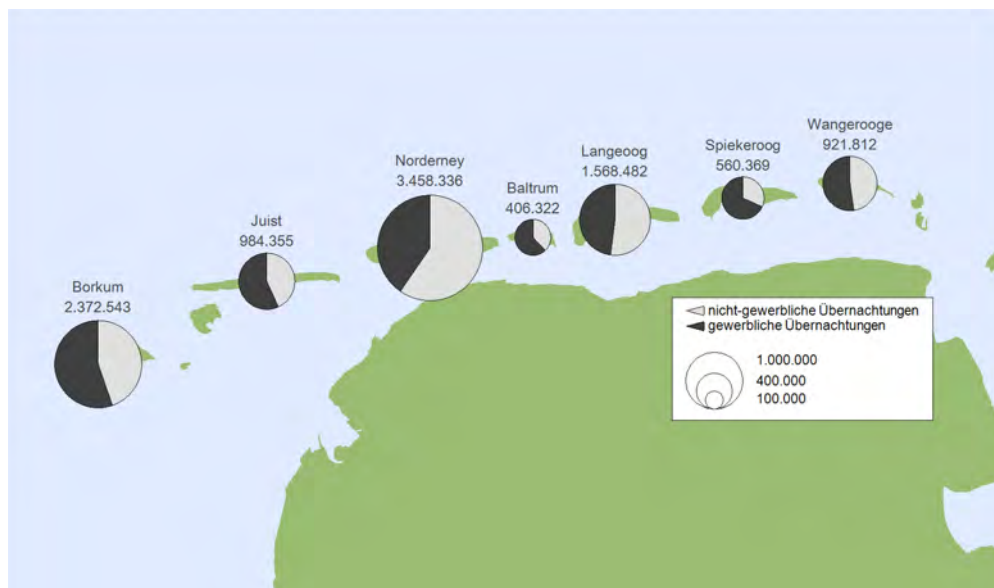 Wangerooge
921.812
Spiekeroog
560.369
Langeoog
1.568.482
Norderney
3.458.336
Baltrum
406.322
Juist
984.355
Borkum
2.372.543
nicht-gewerbliche Übernachtungen
gewerbliche Übernachtungen
1.000.000
400.000
100.000